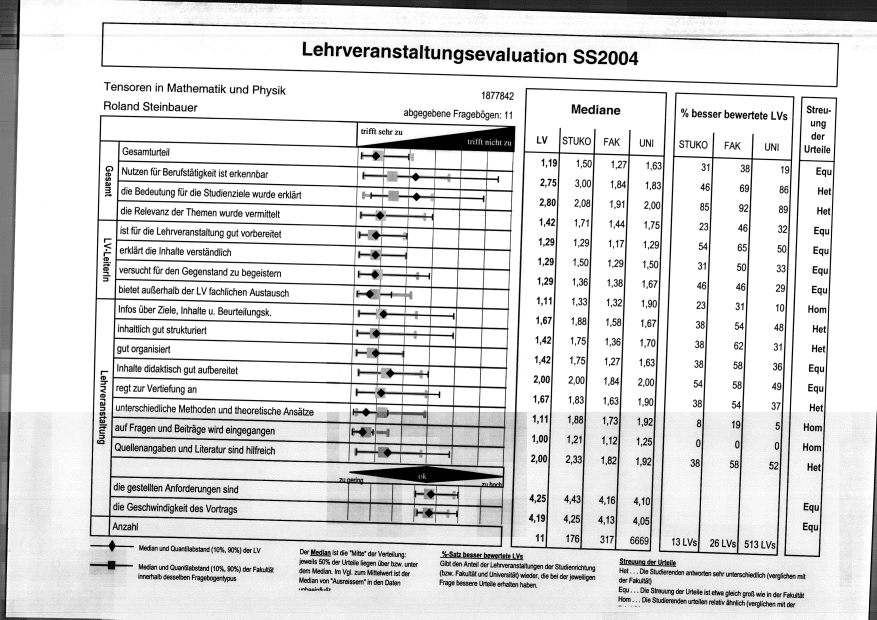 Lehrveranstaltungsevaluation SS2004
Tensoren in Mathematik und Physik
1877842
Roland Steinbauer
abgegebene Fragebögen: 11
Mediane
% besser bewertete LVs
Streu-
ung
der
Urteile
trifft sehr zu
trifft nicht zu
LV STUKO FAK UNI STUKO FAK UNI
Gesamt
Gesamturteil 1,19 1,50 1,27 1,63 31 38 19 Equ
Nutzen für Berufstätigkeit ist erkennbar 2,75 3,00 1,84 1,83 46 69 86 Het
die Bedeutung für die Studienziele wurde erklärt 2,80 2,08 1,91 2,00 85 92 89 Het
die Relevanz der Themen wurde vermittelt 1,42 1,71 1,44 1,75 23 46 32 Equ
LV-LeiterIn
ist für die Lehrveranstaltung gut vorbereitet 1,29 1,29 1,17 1,29 54 65 50 Equ
erklärt die Inhalte verständlich 1,29 1,50 1,29 1,50 31 50 33 Equ
versucht für den Gegenstand zu begeistern 1,29 1,36 1,38 1,67 46 46 29 Equ
bietet außerhalb der LV fachlichen Austausch 1,11 1,33 1,32 1,90 23 31 10 Hom
Lehrveranstaltung
Infos über Ziele, Inhalte u. Beurteilungsk. 1,67 1,88 1,58 1,67 38 54 48 Het
inhaltlich gut strukturiert 1,42 1,75 1,36 1,70 38 62 31 Het
gut organisiert 1,42 1,75 1,27 1,63 38 58 36 Equ
Inhalte didaktisch gut aufbereitet 2,00 2,00 1,84 2,00 54 58 49 Equ
regt zur Vertiefung an 1,67 1,83 1,63 1,90 38 54 37 Het
unterschiedliche Methoden und theoretische Ansätze 1,11 1,88 1,73 1,92 8 19 5 Hom
auf Fragen und Beiträge wird eingegangen 1,00 1,21 1,12 1,25 0 0 0 Hom
Quellenangaben und Literatur sind hilfreich 2,00 2,33 1,82 1,92 38 58 52 Het
zu gering ok zu hoch
die gestellten Anforderungen sind 4,25 4,43 4,16 4,10 Equ
die Geschwindigkeit des Vortrags 4,19 4,25 4,13 4,05 Equ
Anzahl 11 176 317 6669 13 LVs 26 LVs 513 LVs
Median und Quantilabstand (10%, 90%) der LV
Median und Quantilabstand (10%, 90%) der Fakultät
innerhalb desselben Fragebogentypus
Der Median ist die "Mitte" der Verteilung:
jeweils 50% der Urteile liegen über bzw. unter
dem Median. Im Vgl. zum Mittelwert ist der
Median von "Ausreissern" in den Daten
%-Satz besser bewertete LVs
Gibt den Anteil der Lehrveranstaltungen der Studienrichtung
(bzw. Fakultät und Universität) wieder, die bei der jeweiligen
Frage bessere Urteile erhalten haben.
Streuung der Urteile
Het . . . Die Studierenden antworten sehr unterschiedlich (verglichen mit
der Fakultät)
Equ . . . Die Streuung der Urteile ist etwa gleich groß wie in der Fakultät
Hom . . . Die Studierenden urteilen relativ ähnlich (verglichen mit der